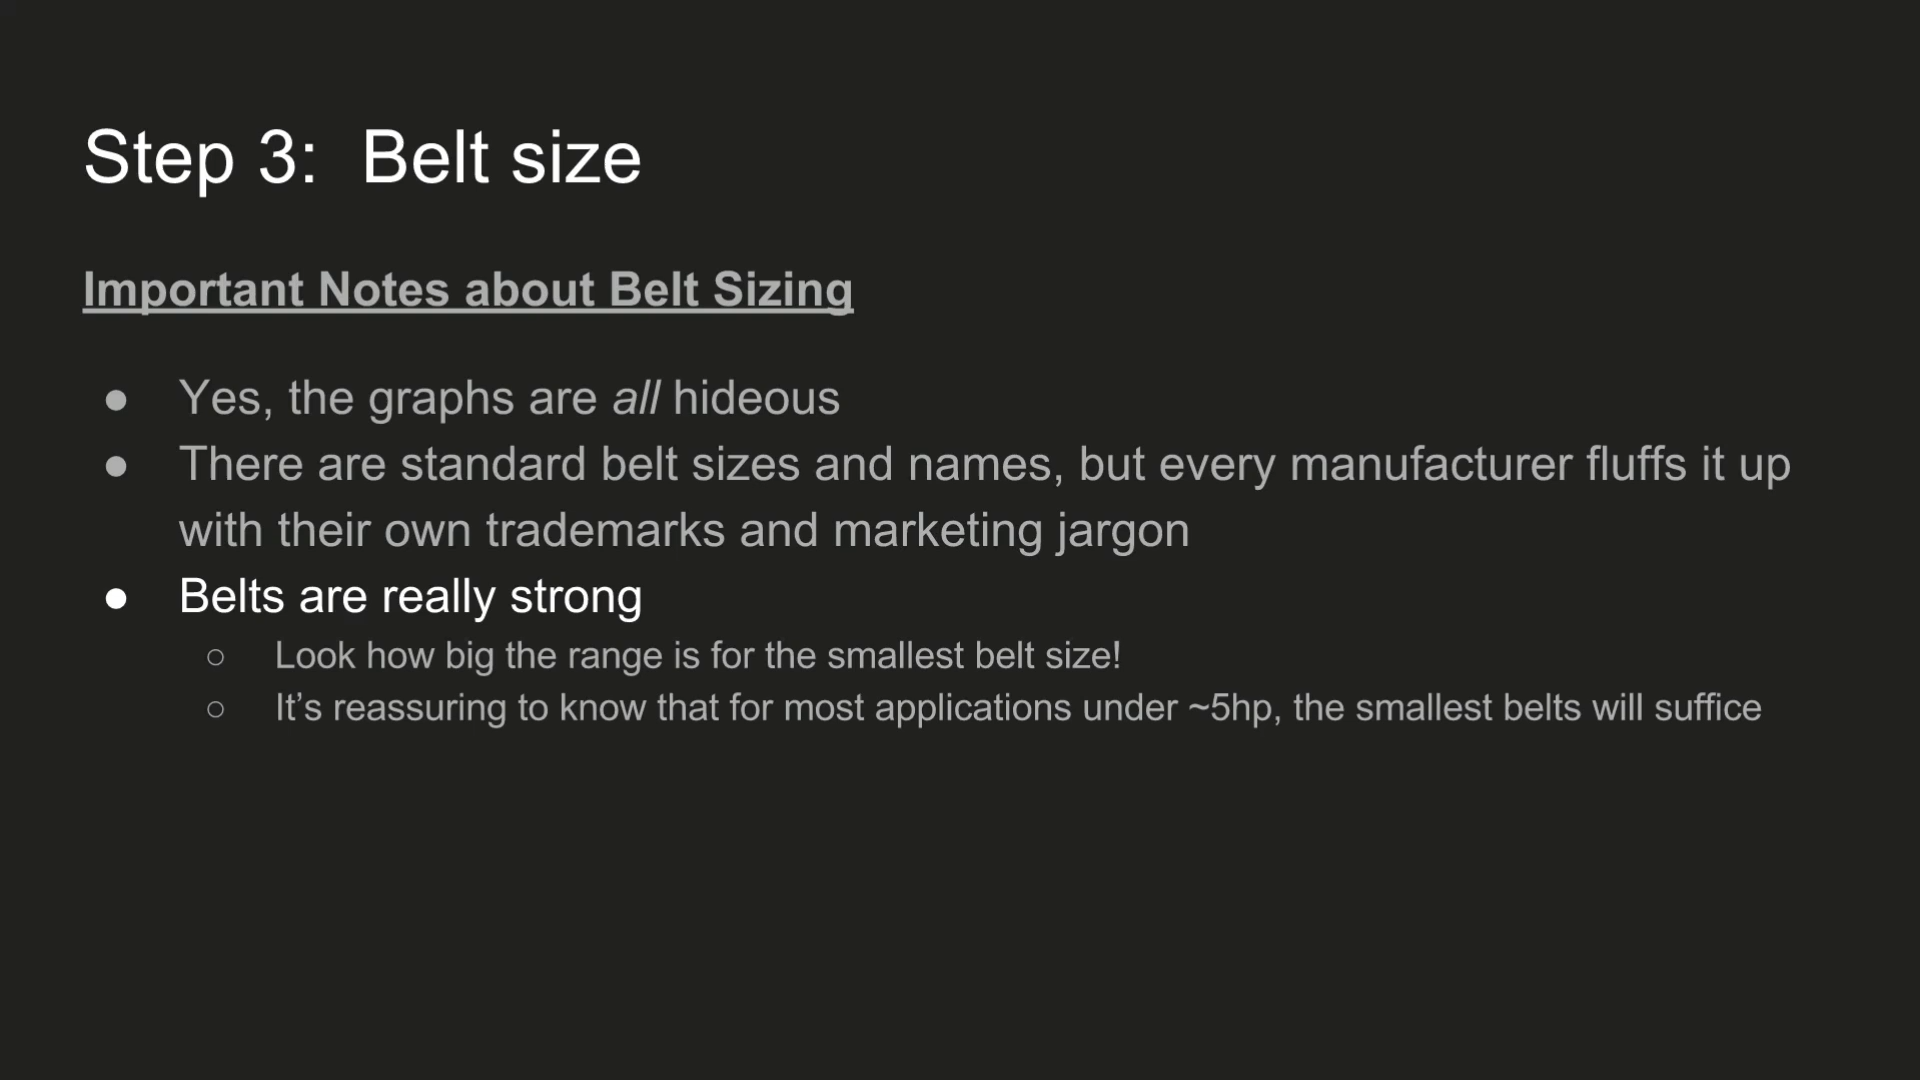 Step 3:  Belt size
Important Notes about Belt Sizing
● Yes, the graphs are all hideous
● There are standard belt sizes and names, but every manufacturer fluffs it up
with their own trademarks and marketing jargon
● Belts are really strong
○ Look how big the range is for the smallest belt size!
○ It’s reassuring to know that for most applications under ~5hp, the smallest belts will suffice